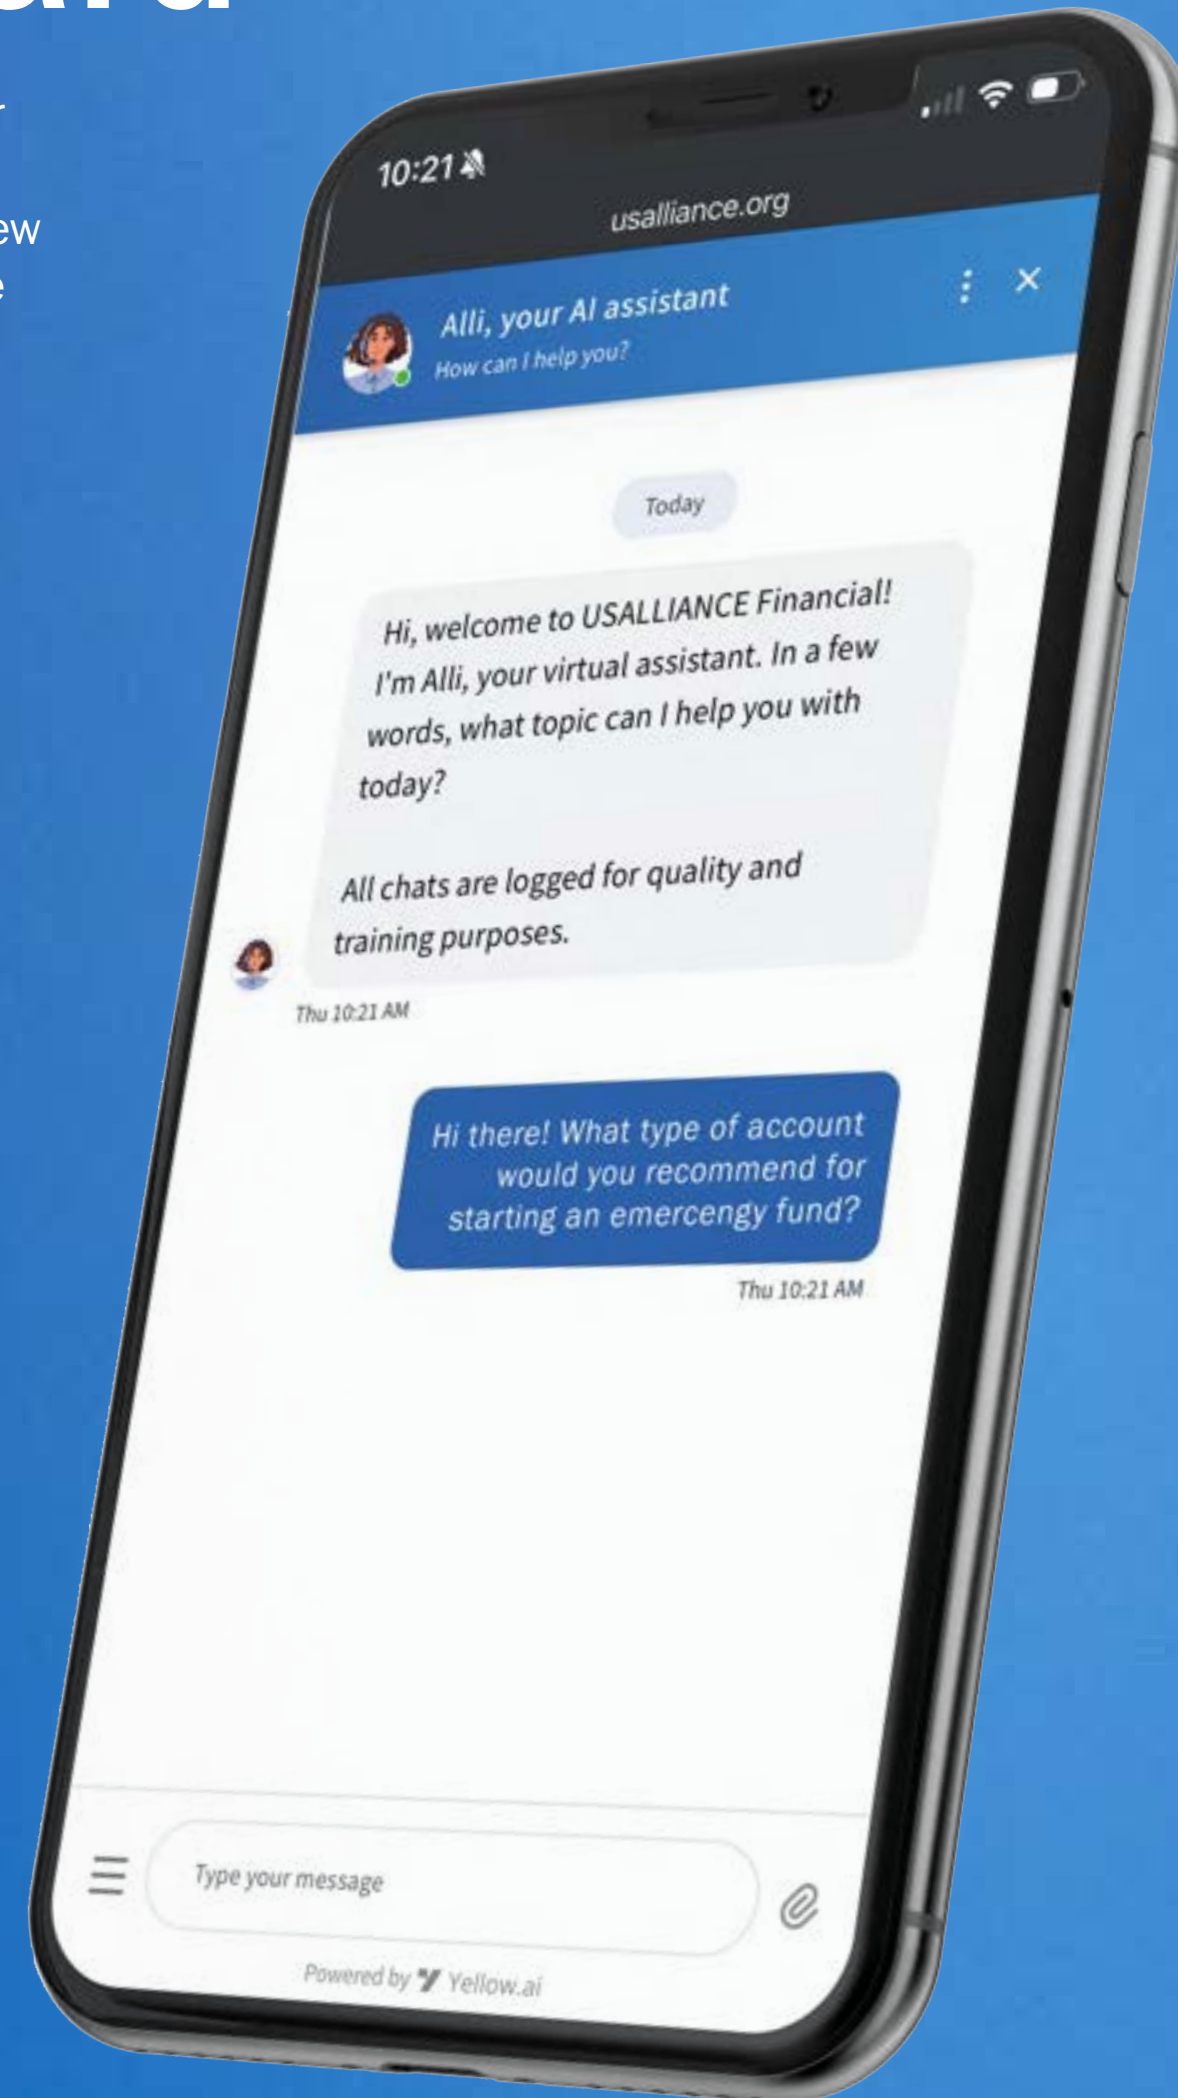 10:21
usalliance.org
Alli, your AI assistant
How can I help you?
Today
Hi, welcome to USALLIANCE Financial!
I'm Alli, your virtual assistant. In a few
words, what topic can I help you with
today?
All chats are logged for quality and
training purposes.
Thu 10:21 AM
Hi there! What type of account
would you recommend for
starting an emercengy fund?
Thu 10:21 AM
Type your message
Powered by Yellow.ai